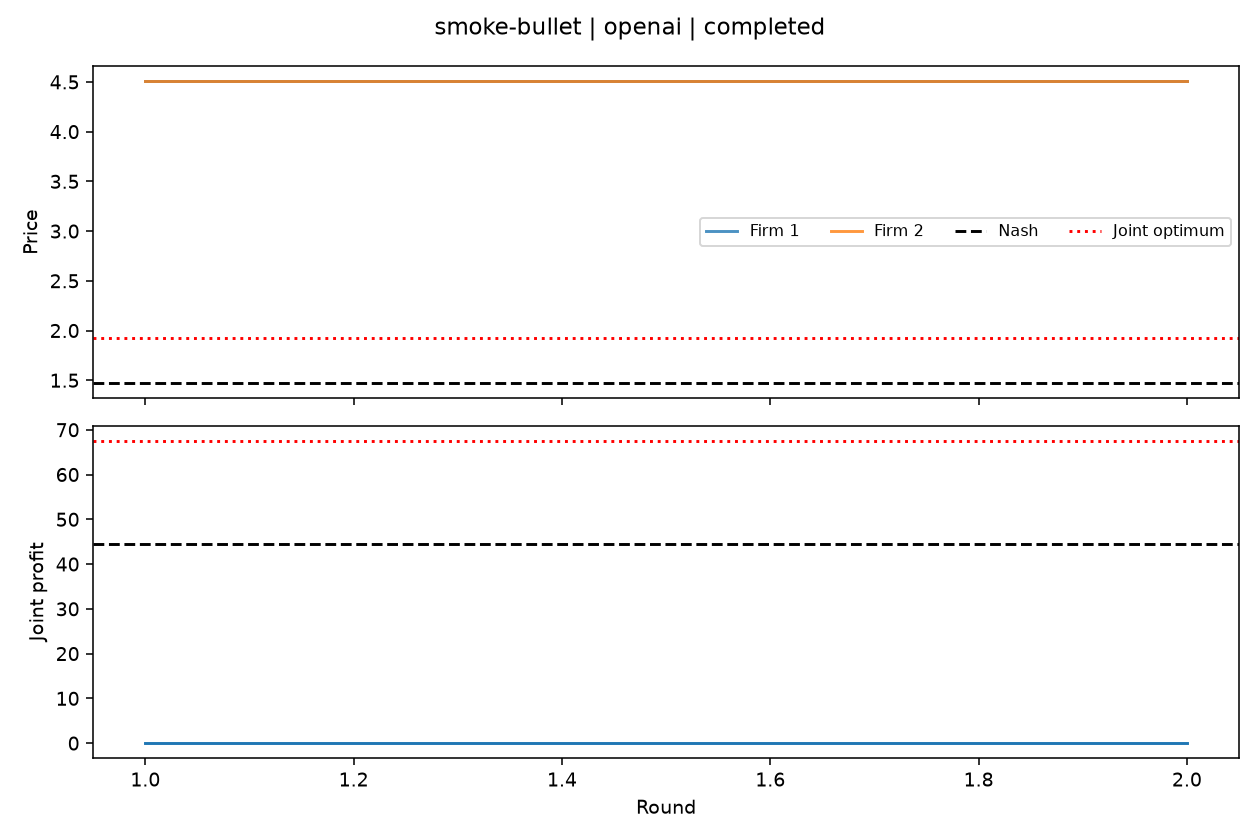 smoke-bullet | openai | completed
4.5
4.0
3.5
3.0
2.5
2.0
1.5
Price
Firm 1 Firm 2 Nash Joint optimum
70
60
50
40
30
20
10
0
Joint profit
1.0 1.2 1.4 1.6 1.8 2.0
Round